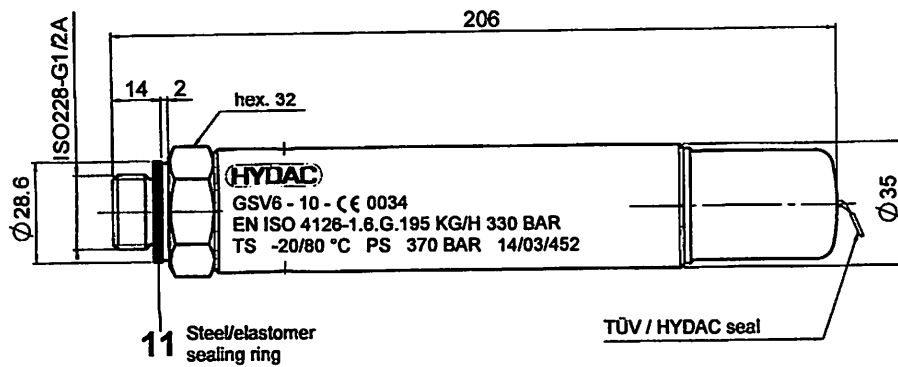 206
ISO228-G1/2A
14
2
hex. 32
Ø28.6
HYDAC
GSV6 - 10 - CE 0034
EN ISO 4126-1.6.G.195 KG/H 330 BAR
TS -20/80 °C PS 370 BAR 14/03/452
Ø35
11 Steel/elastomer
sealing ring
TÜV / HYDAC seal